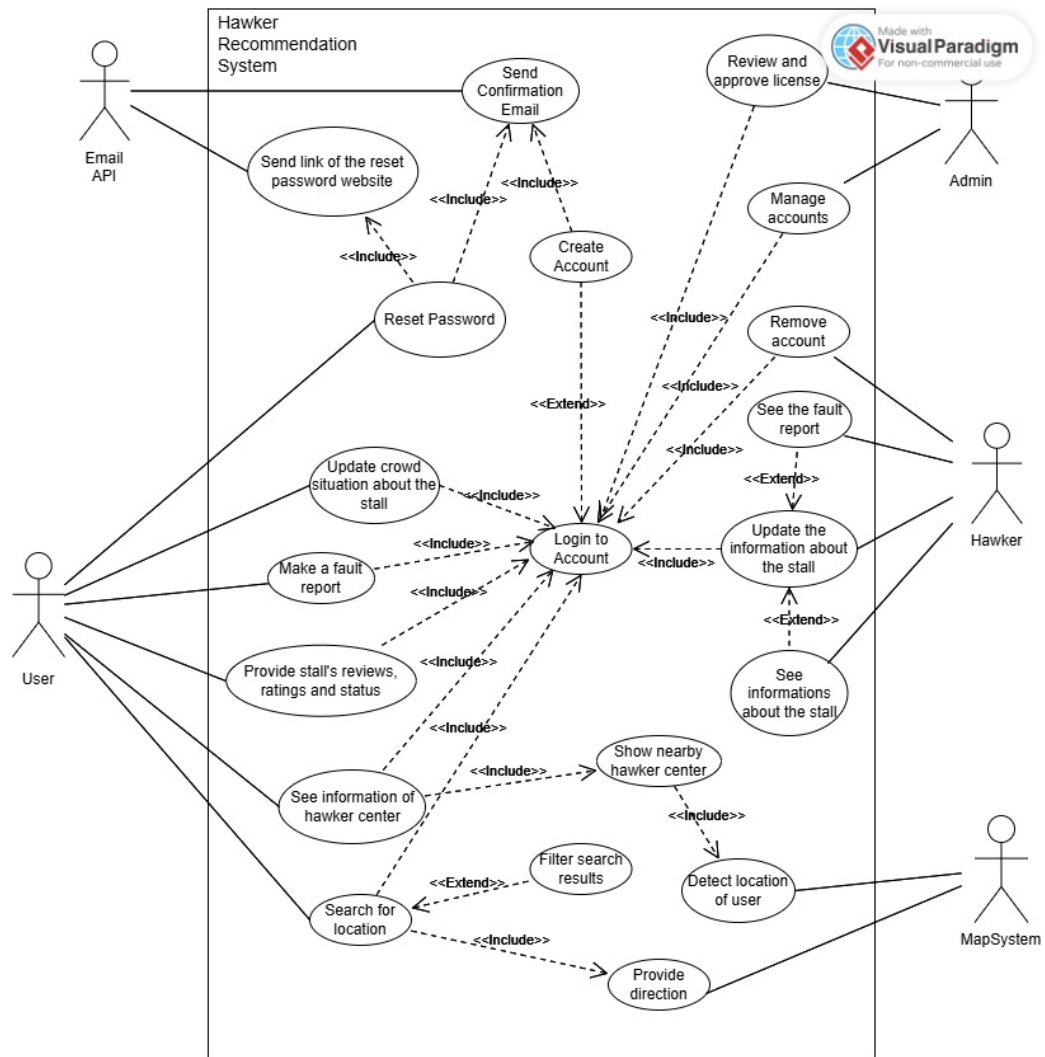 Hawker
Recommendation
System
Made with
Visual Paradigm
For non-commercial use
Email
API
Send
Confirmation
Email
Review and
approve license
Admin
Send link of the reset
password website
<<Include>>
<<Include>>
Manage
accounts
Create
Account
<<Include>>
Reset Password
<<Include>>
Remove
account
<<Include>>
<<Extend>>
See the fault
report
<<Include>>
<<Extend>>
Update crowd
situation about the
stall
<<Include>>
Login to
Account
Update the
information about
the stall
Hawker
<<Include>>
<<Include>>
Make a fault
report
<<Include>>
<<Extend>>
User
Provide stall's reviews,
ratings and status
<<Include>>
See
informations
about the stall
<<Include>>
Show nearby
hawker center
<<Include>>
See information of
hawker center
<<Include>>
Filter search
results
<<Extend>>
Detect location
of user
Search for
location
<<Include>>
MapSystem
Provide
direction